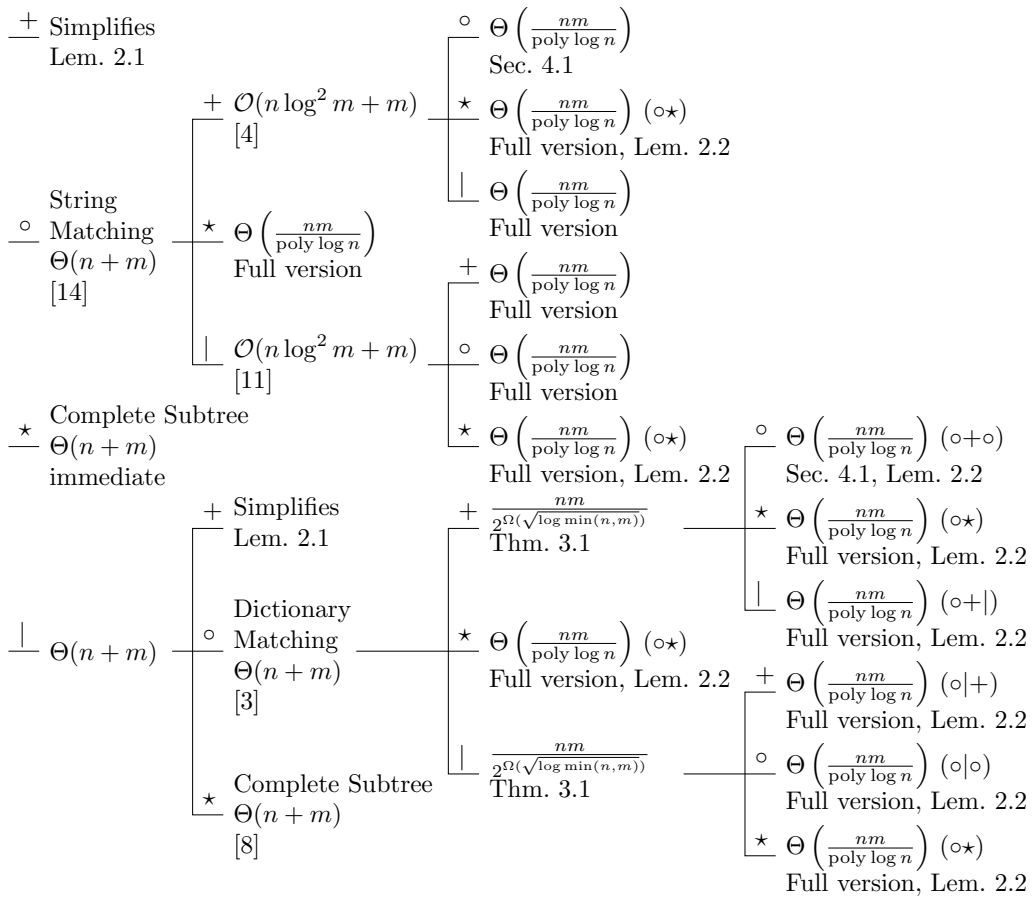 + Simplifies
Lem. 2.1
∘ String
Matching
Θ(n + m)
[14]
+ 𝒪(n log² m + m)
[4]
∘ Θ(nm / poly log n)
Sec. 4.1
⋆ Θ(nm / poly log n) (∘⋆)
Full version, Lem. 2.2
| Θ(nm / poly log n)
Full version
⋆ Θ(nm / poly log n)
Full version
| 𝒪(n log² m + m)
[11]
+ Θ(nm / poly log n)
Full version
∘ Θ(nm / poly log n)
Full version
⋆ Θ(nm / poly log n) (∘⋆)
Full version, Lem. 2.2
⋆ Complete Subtree
Θ(n + m)
immediate
| Θ(n + m)
+ Simplifies
Lem. 2.1
∘ Dictionary
Matching
Θ(n + m)
[3]
+ nm / 2^Ω(√log min(n,m))
Thm. 3.1
∘ Θ(nm / poly log n) (∘+∘)
Sec. 4.1, Lem. 2.2
⋆ Θ(nm / poly log n) (∘⋆)
Full version, Lem. 2.2
| Θ(nm / poly log n) (∘+|)
Full version, Lem. 2.2
⋆ Θ(nm / poly log n) (∘⋆)
Full version, Lem. 2.2
| nm / 2^Ω(√log min(n,m))
Thm. 3.1
+ Θ(nm / poly log n) (∘|+)
Full version, Lem. 2.2
∘ Θ(nm / poly log n) (∘|∘)
Full version, Lem. 2.2
⋆ Θ(nm / poly log n) (∘⋆)
Full version, Lem. 2.2
⋆ Complete Subtree
Θ(n + m)
[8]